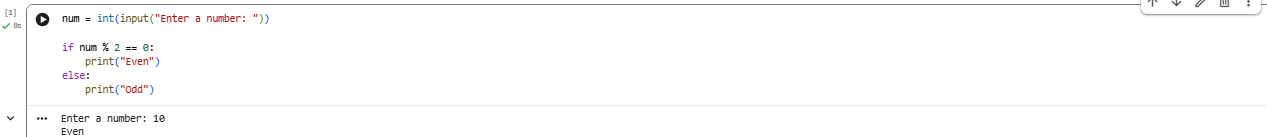 [1]
8s
num = int(input("Enter a number: "))
if num % 2 == 0:
    print("Even")
else:
    print("Odd")
Enter a number: 10
Even